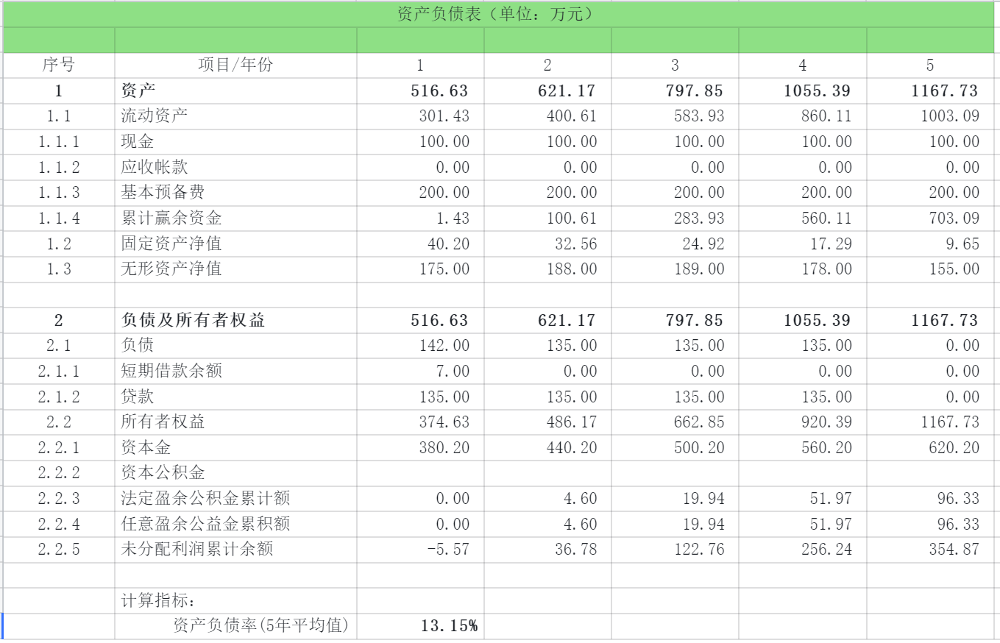 资产负债表（单位：万元）
序号 项目/年份 1 2 3 4 5
1 资产 516.63 621.17 797.85 1055.39 1167.73
1.1 流动资产 301.43 400.61 583.93 860.11 1003.09
1.1.1 现金 100.00 100.00 100.00 100.00 100.00
1.1.2 应收帐款 0.00 0.00 0.00 0.00 0.00
1.1.3 基本预备费 200.00 200.00 200.00 200.00 200.00
1.1.4 累计赢余资金 1.43 100.61 283.93 560.11 703.09
1.2 固定资产净值 40.20 32.56 24.92 17.29 9.65
1.3 无形资产净值 175.00 188.00 189.00 178.00 155.00
2 负债及所有者权益 516.63 621.17 797.85 1055.39 1167.73
2.1 负债 142.00 135.00 135.00 135.00 0.00
2.1.1 短期借款余额 7.00 0.00 0.00 0.00 0.00
2.1.2 贷款 135.00 135.00 135.00 135.00 0.00
2.2 所有者权益 374.63 486.17 662.85 920.39 1167.73
2.2.1 资本金 380.20 440.20 500.20 560.20 620.20
2.2.2 资本公积金
2.2.3 法定盈余公积金累计额 0.00 4.60 19.94 51.97 96.33
2.2.4 任意盈余公益金累积额 0.00 4.60 19.94 51.97 96.33
2.2.5 未分配利润累计余额 -5.57 36.78 122.76 256.24 354.87
计算指标：
资产负债率(5年平均值) 13.15%